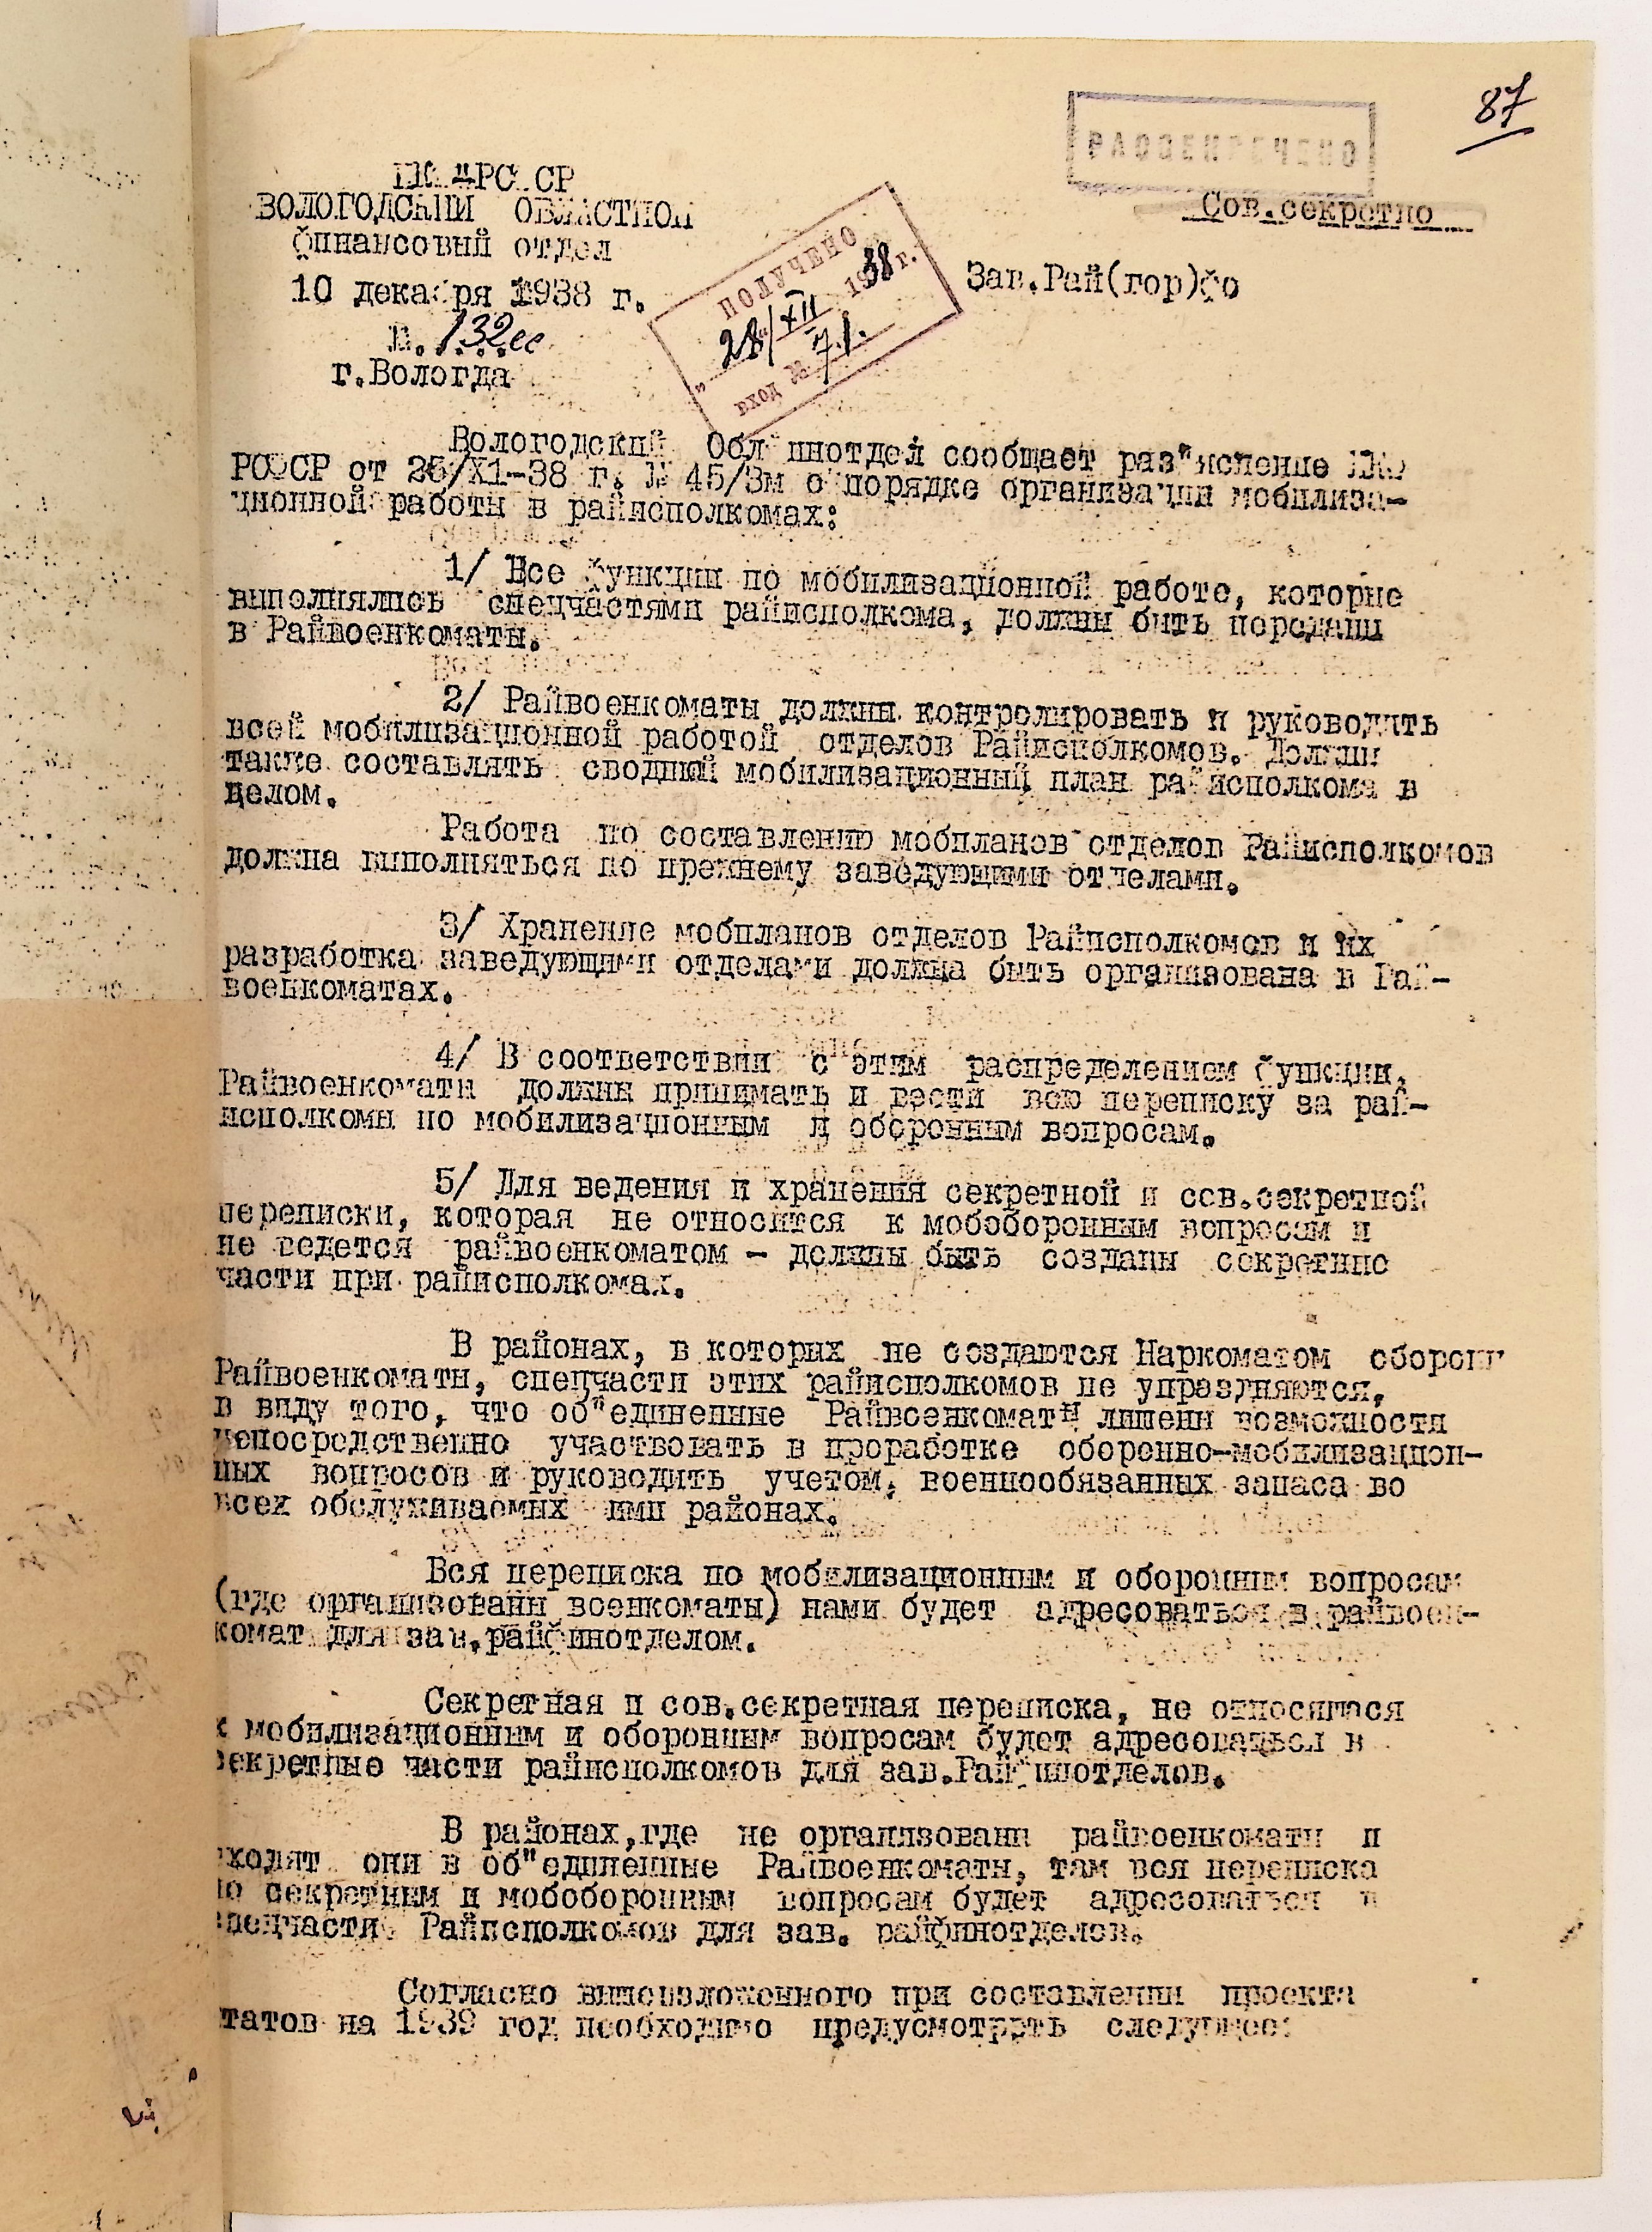 87
РАССЕКРЕЧЕНО
Сов.секретно
НКФ РСФСР
ВОЛОГОДСКИЙ ОБЛАСТНОЙ
финансовый отдел
10 декабря 1938 г.
№.132сс
г.Вологда
ПОЛУЧЕНО
28/XII 1938 г.
вход №
Зав.Рай(гор)фо
Вологодский Облфинотдел сообщает раз"яснение НКФ
РСФСР от 25/X1-38 г. № 45/3м о порядке организации мобилиза-
ционной работы в райисполкомах:
1/ Все функции по мобилизационной работе, которые
выполнялись спецчастями райисполкома, должны быть переданы
в Райвоенкоматы.
2/ Райвоенкоматы должны контролировать и руководить
всей мобилизационной работой отделов Райисполкомов. Должны
также составлять сводный мобилизационный план райисполкома в
целом.
Работа по составлению мобпланов отделов Райисполкомов
должна выполняться по прежнему заведующими отделами.
3/ Хранение мобпланов отделов Райисполкомов и их
разработка заведующими отделами должна быть организована в Рай-
военкоматах.
4/ В соответствии с этим распределением функции,
Райвоенкоматы должны принимать и вести всю переписку за рай-
исполкомы по мобилизационным и оборонным вопросам.
5/ Для ведения и хранения секретной и сов.секретной
переписки, которая не относится к мобоборонным вопросам и
не ведется райвоенкоматом - должны быть созданы секретные
части при райисполкомах.
В районах, в которых не создаются Наркоматом обороны
Райвоенкоматы, спецчасти этих райисполкомов не упраздняются,
в виду того, что об"единенные Райвоенкоматы лишены возможности
непосредственно участвовать в проработке оборонно-мобилизацион-
ных вопросов и руководить учетом, военнообязанных запаса во
всех обслуживаемых ими районах.
Вся переписка по мобилизационным и оборонным вопросам
(где организованы военкоматы) нами будет адресоваться в райвоен-
комат для зав.райфинотделом.
Секретная и сов.секретная переписка, не относящаяся
к мобилизационным и оборонным вопросам будет адресоваться в
секретные части райисполкомов для зав.Райфинотделов.
В районах,где не организованы райвоенкоматы и
входят они в об"единенные Райвоенкоматы, там вся переписка
по секретным и мобоборонным вопросам будет адресоваться в
спецчасти Райисполкомов для зав. райфинотделов.
Согласно вышеизложенного при составлении проекта
татов на 1939 год необходимо предусмотреть следующее: